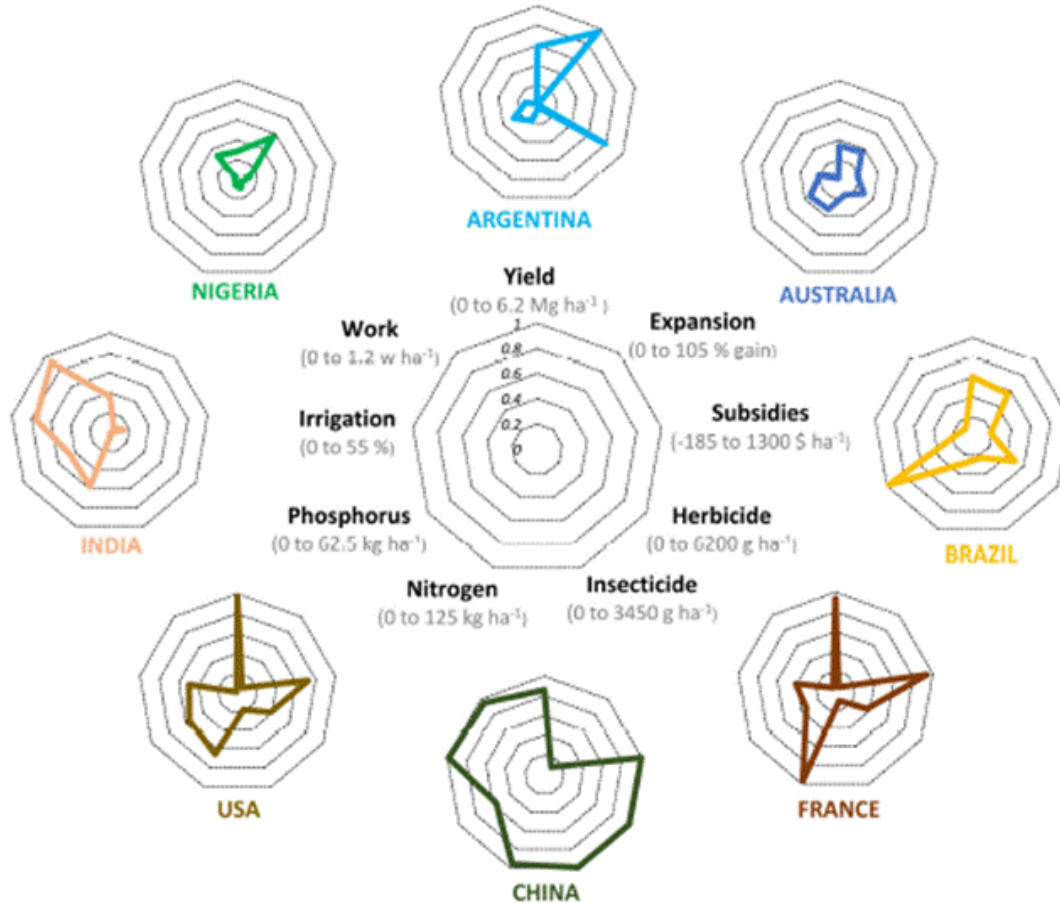 ARGENTINA
NIGERIA
AUSTRALIA
Yield
(0 to 6.2 Mg ha⁻¹)
Work
(0 to 1.2 w ha⁻¹)
Expansion
(0 to 105 % gain)
1
0.8
0.6
0.4
0.2
0
Irrigation
(0 to 55 %)
Subsidies
(-185 to 1300 $ ha⁻¹)
Phosphorus
(0 to 62.5 kg ha⁻¹)
Herbicide
(0 to 6200 g ha⁻¹)
INDIA
BRAZIL
Nitrogen
(0 to 125 kg ha⁻¹)
Insecticide
(0 to 3450 g ha⁻¹)
USA
FRANCE
CHINA